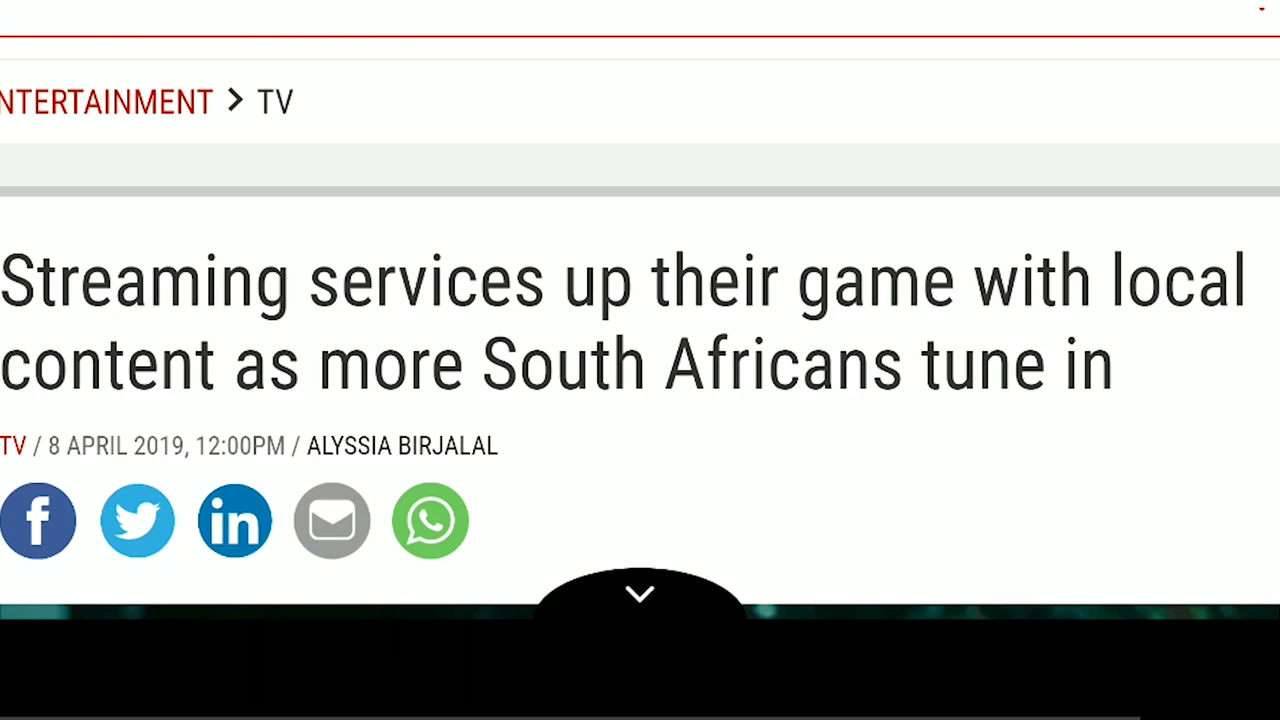 NTERTAINMENT > TV
Streaming services up their game with local
content as more South Africans tune in
TV / 8 APRIL 2019, 12:00PM / ALYSSIA BIRJALAL
f in